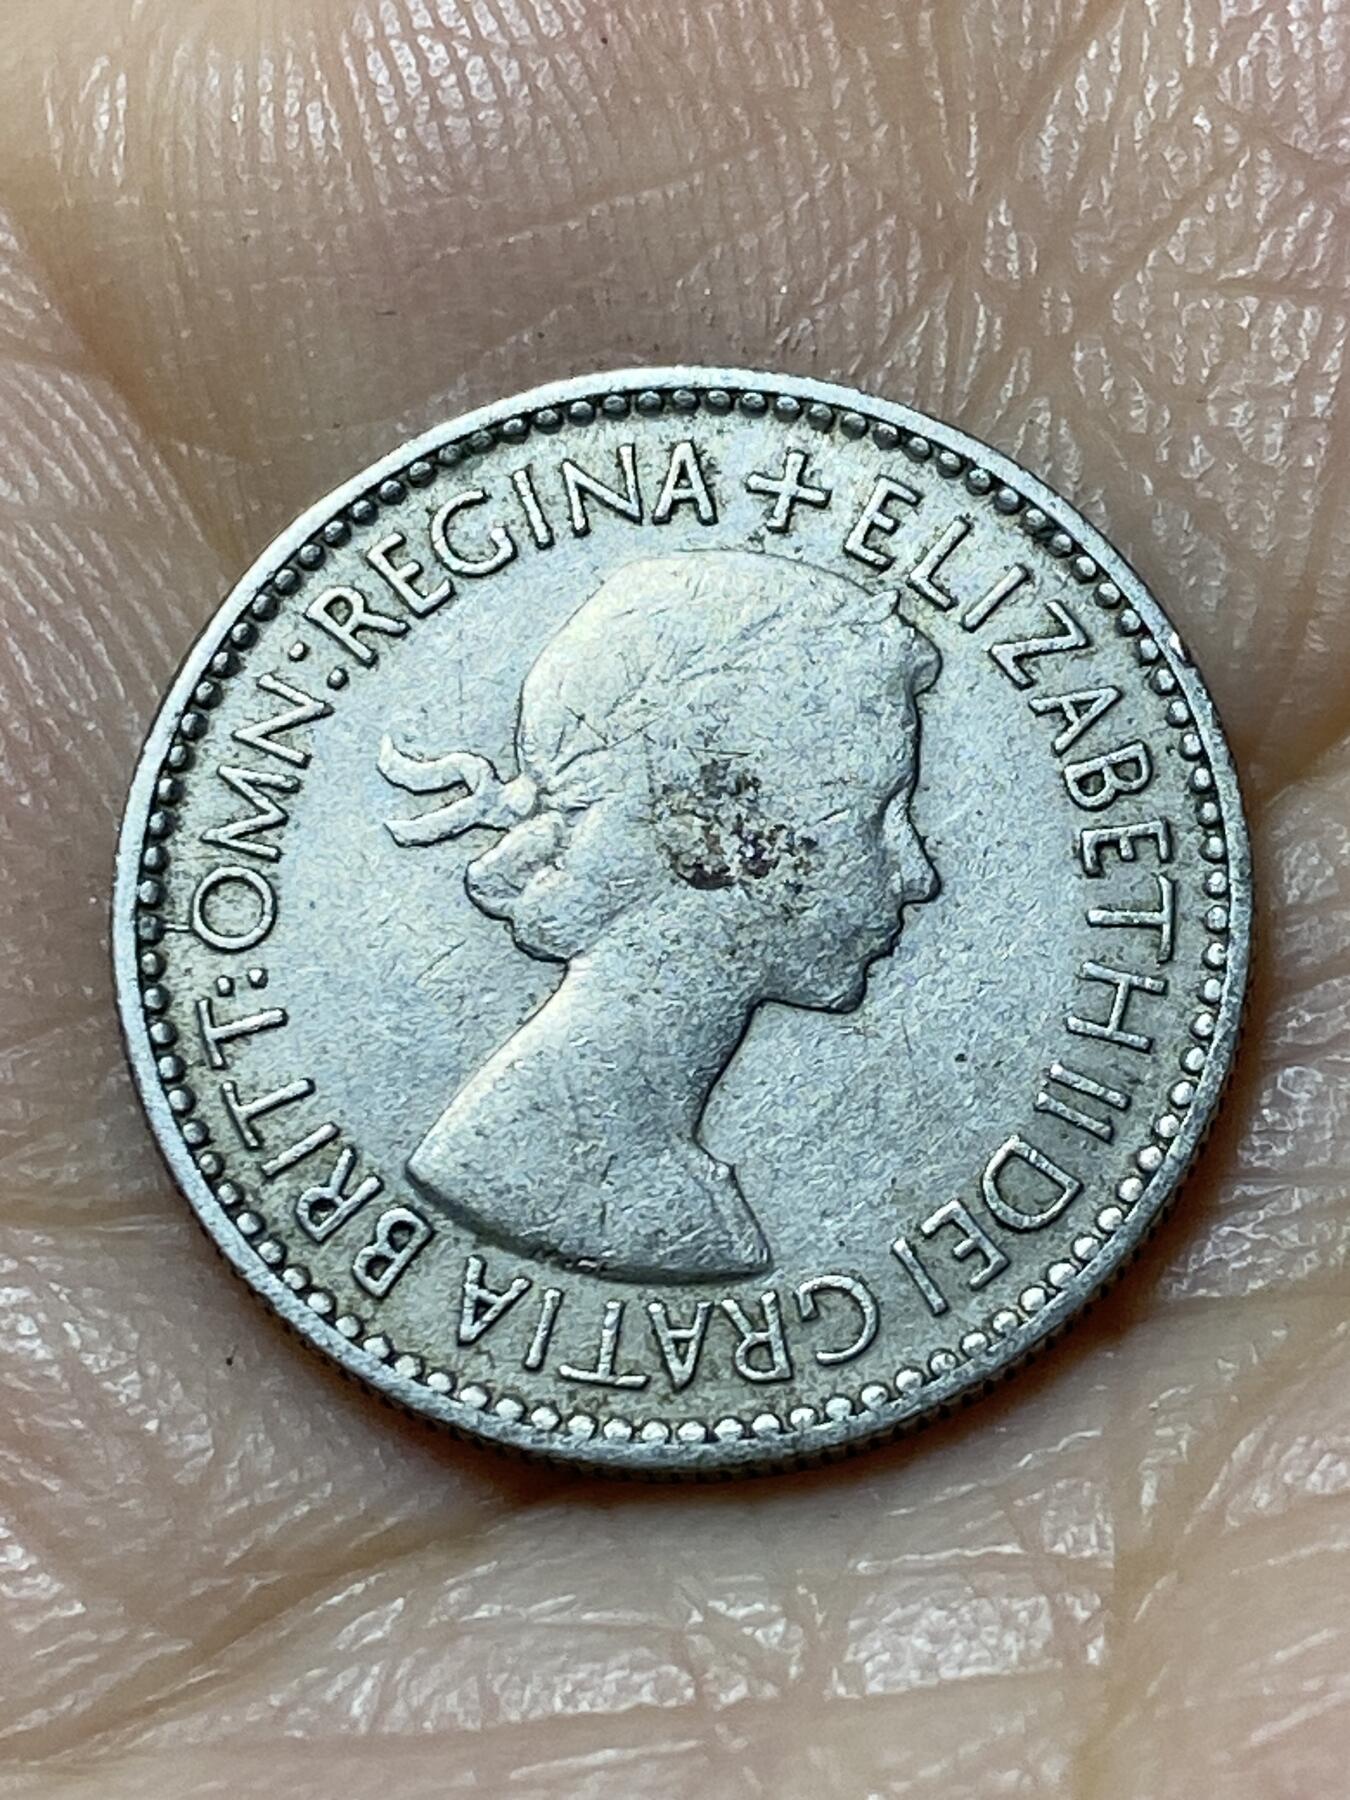 + ELIZABETH II DEI GRATIA BRITT: OMN: REGINA